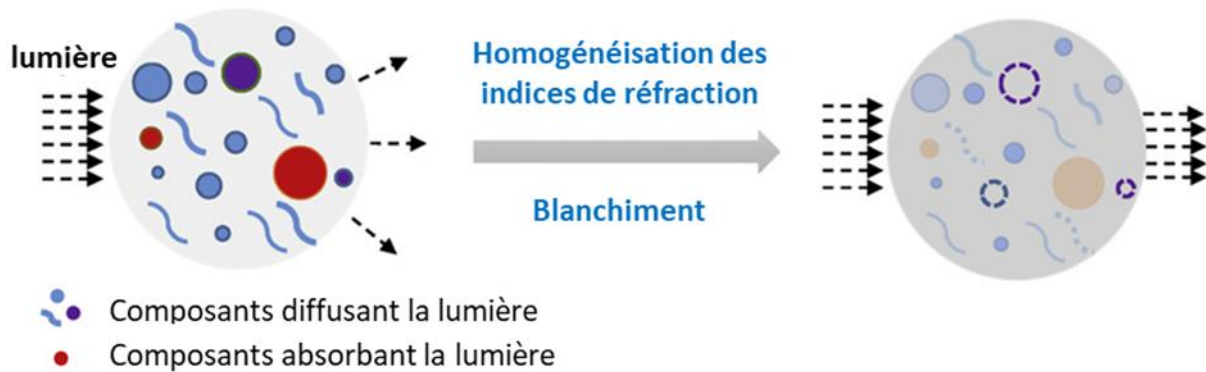 lumière
Homogénéisation des
indices de réfraction
Blanchiment
Composants diffusant la lumière
Composants absorbant la lumière